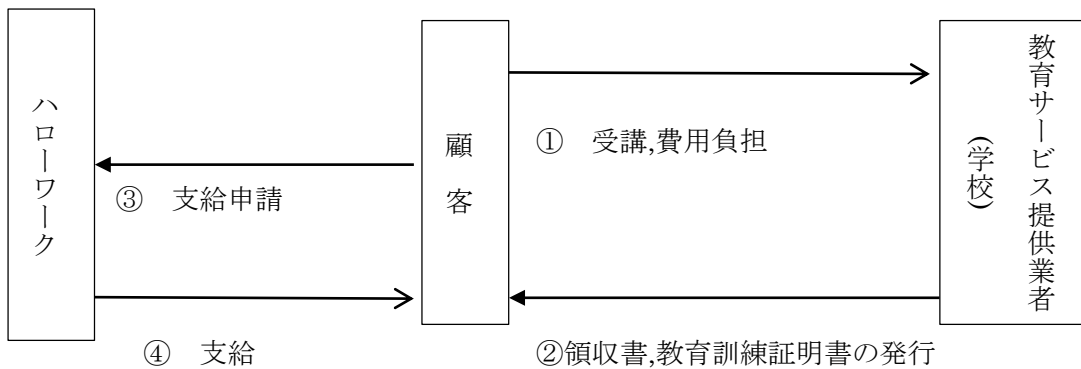 ハローワーク
顧客
教育サービス提供業者
(学校)
① 受講,費用負担
③ 支給申請
④ 支給
②領収書,教育訓練証明書の発行